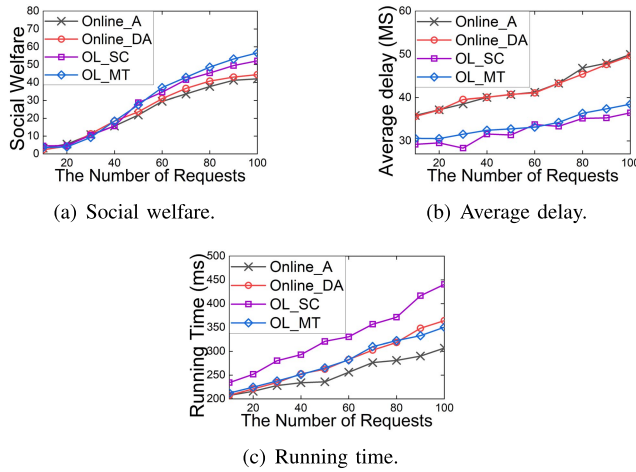 Social Welfare
80
70
60
50
40
30
20
10
0
Online_A
Online_DA
OL_SC
OL_MT
20 40 60 80 100
The Number of Requests
(a) Social welfare.
Average delay (MS)
60
50
40
30
Online_A
Online_DA
OL_SC
OL_MT
20 40 60 80 100
The Number of Requests
(b) Average delay.
Running Time (ms)
500
450
400
350
300
250
200
Online_A
Online_DA
OL_SC
OL_MT
20 40 60 80 100
The Number of Requests
(c) Running time.